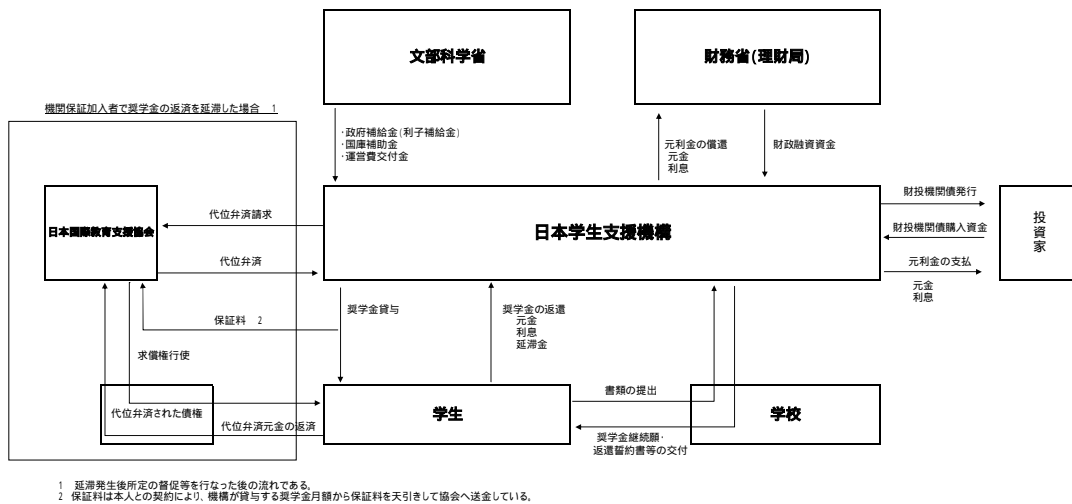 文部科学省
財務省(理財局)
機関保証加入者で奨学金の返済を延滞した場合 1
・政府補給金(利子補給金)
・国庫補助金
・運営費交付金
元利金の償還
元金
利息
財政融資資金
日本国際教育支援協会
代位弁済請求
代位弁済
日本学生支援機構
財投機関債発行
財投機関債購入資金
元利金の支払
元金
利息
投資家
保証料 2
奨学金貸与
奨学金の返還
元金
利息
延滞金
求償権行使
代位弁済された債権
代位弁済元金の返済
学生
書類の提出
学校
奨学金継続願・
返還誓約書等の交付
1 延滞発生後所定の督促等を行なった後の流れである。
2 保証料は本人との契約により、機構が貸与する奨学金月額から保証料を天引きして協会へ送金している。